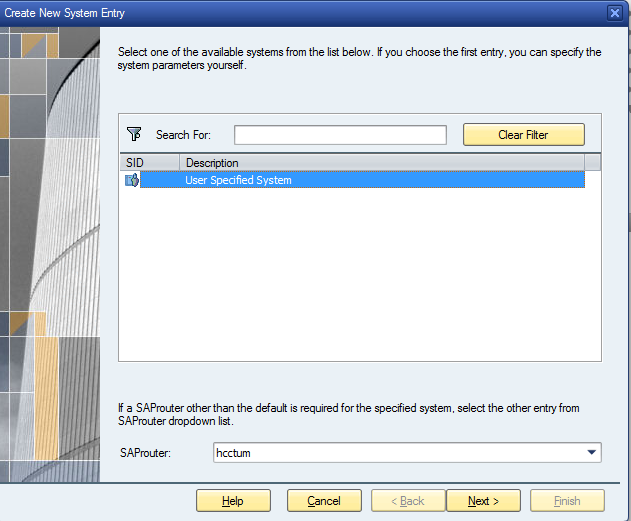 Create New System Entry
Select one of the available systems from the list below. If you choose the first entry, you can specify the
system parameters yourself.
Search For:
Clear Filter
SID Description
User Specified System
If a SAProuter other than the default is required for the specified system, select the other entry from
SAProuter dropdown list.
SAProuter: hcctum
Help Cancel < Back Next > Finish